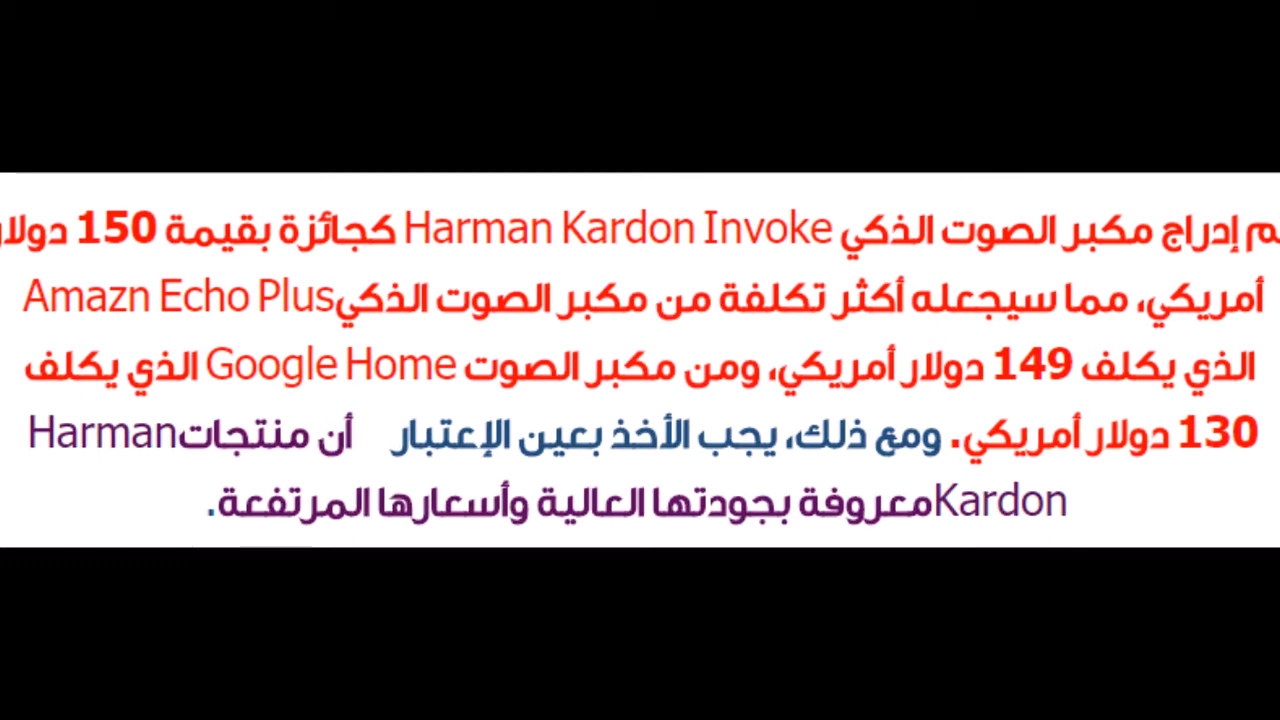 إدراج مكبر الصوت الذكي Harman Kardon Invoke كجائزة بقيمة 150 دولار
أمريكي، مما سيجعله أكثر تكلفة من مكبر الصوت الذكيAmazn Echo Plus
الذي يكلف 149 دولار أمريكي، ومن مكبر الصوت Google Home الذي يكلف
130 دولار أمريكي. ومع ذلك، يجب الأخذ بعين الإعتبار أن منتجاتHarman
Kardonمعروفة بجودتها العالية وأسعارها المرتفعة.